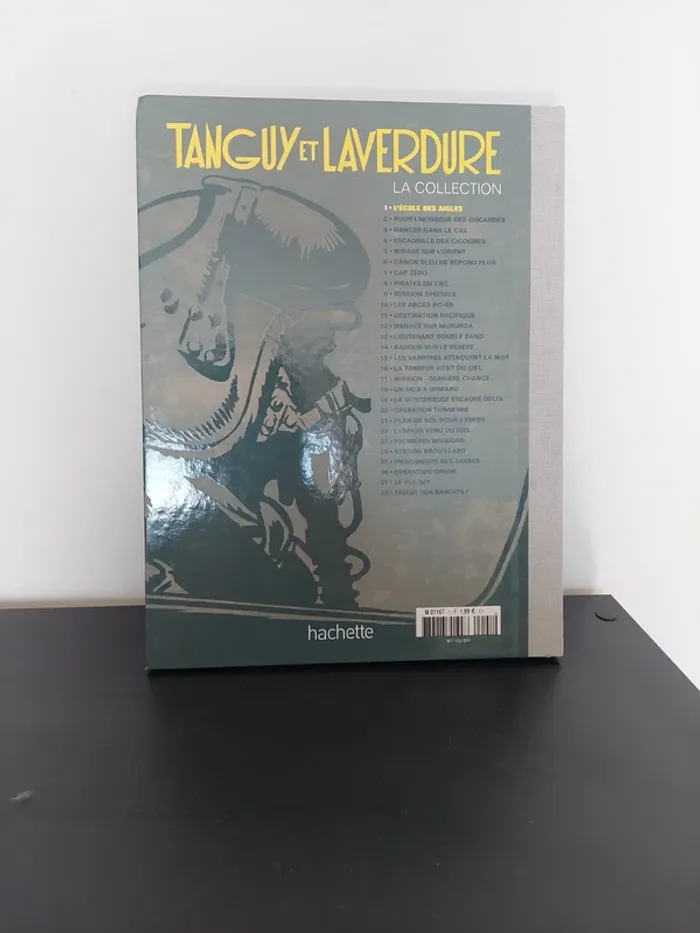 TANGUY ET LAVERDURE
LA COLLECTION
1 • L'ÉCOLE DES AIGLES
2 • POUR L'HONNEUR DES COCARDES
3 • DANGER DANS LE CIEL
4 • ESCADRILLE DES CIGOGNES
5 • MIRAGE SUR L'ORIENT
6 • CANON BLEU NE RÉPOND PLUS
7 • CAP ZÉRO
8 • PIRATES DU CIEL
9 • MISSION SPÉCIALE
10 • LES ANGES NOIRS
11 • DESTINATION PACIFIQUE
12 • MENACE SUR MURUROA
13 • LIEUTENANT DOUBLE BANG
14 • BAROUD SUR LE DÉSERT
15 • LES VAMPIRES ATTAQUENT LA NUIT
16 • LA TERREUR VIENT DU CIEL
17 • MISSION "DERNIÈRE CHANCE"
18 • UN DC.8 A DISPARU
19 • LA MYSTÉRIEUSE ESCADRE DELTA
20 • OPÉRATION TONNERRE
21 • PLAN DE VOL POUR L'ENFER
22 • L'ESPION VENU DU CIEL
23 • PREMIÈRES MISSIONS
24 • STATION BROUILLARD
25 • PRISONNIERS DES SERBES
26 • OPÉRATION OPIUM
27 • LE VOL 501
28 • TAÏAUT SUR BANDITS !
hachette
M 01167 - 1 - F: 1,99 €